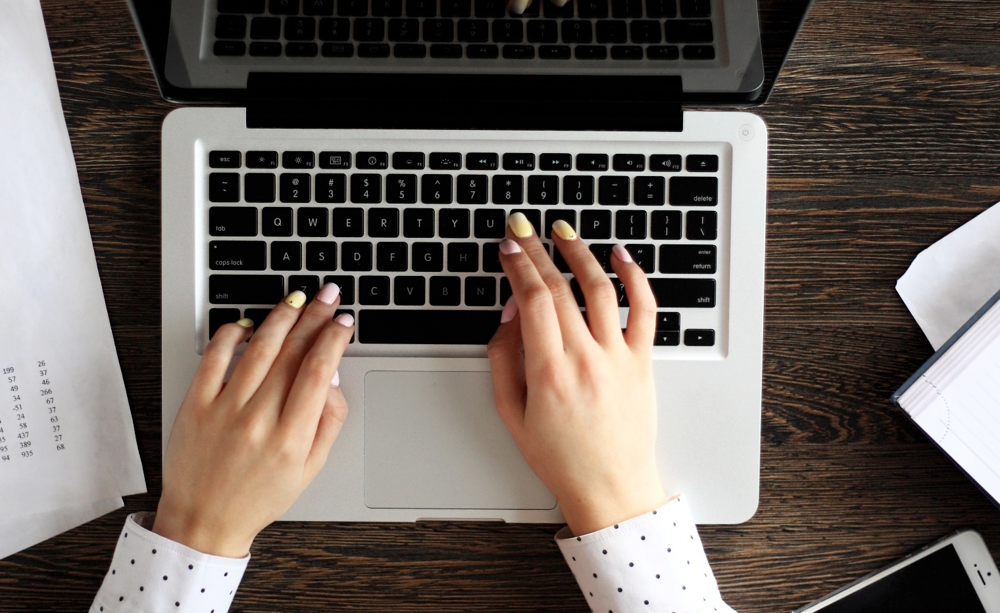 esc F1 F2 F3 F4 F5 F6 F7 F8 F9 F10 F11 F12
~ @ # $ % ^ & * ( ) — +
` 2 3 4 5 6 7 8 9 0 - = delete
tab Q W E R T Y U P { [ } ] | \
caps lock A S D F G H : ; " ' enter return
shift Z X C V B N ? / shift
199 26
57 37
49 46
34 266
-51 67
24 37
58 63
437 37
389 27
94 935 68